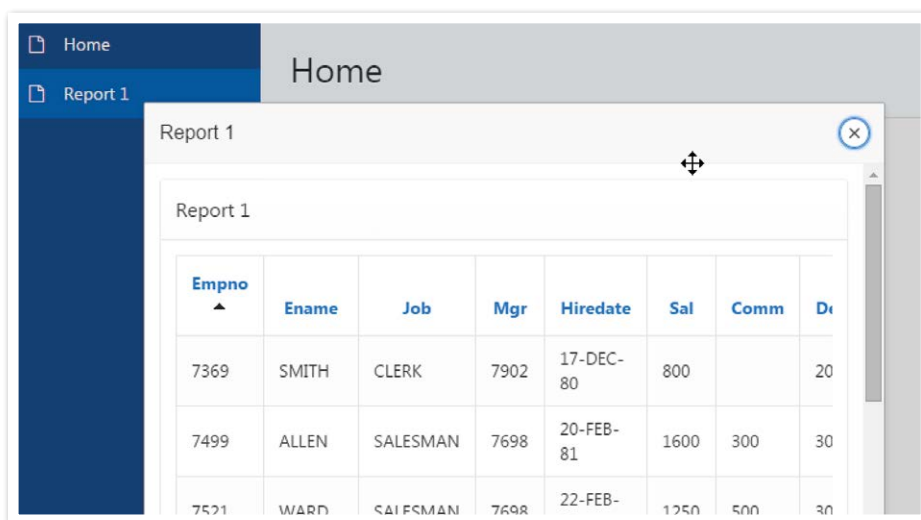 Home
Home
Report 1
Report 1
Report 1
Empno Ename Job Mgr Hiredate Sal Comm
7369 SMITH CLERK 7902 17-DEC-
80 800 20
7499 ALLEN SALESMAN 7698 20-FEB-
81 1600 300 30
7521 WARD SALESMAN 7698 22-FEB- 1250 500 30